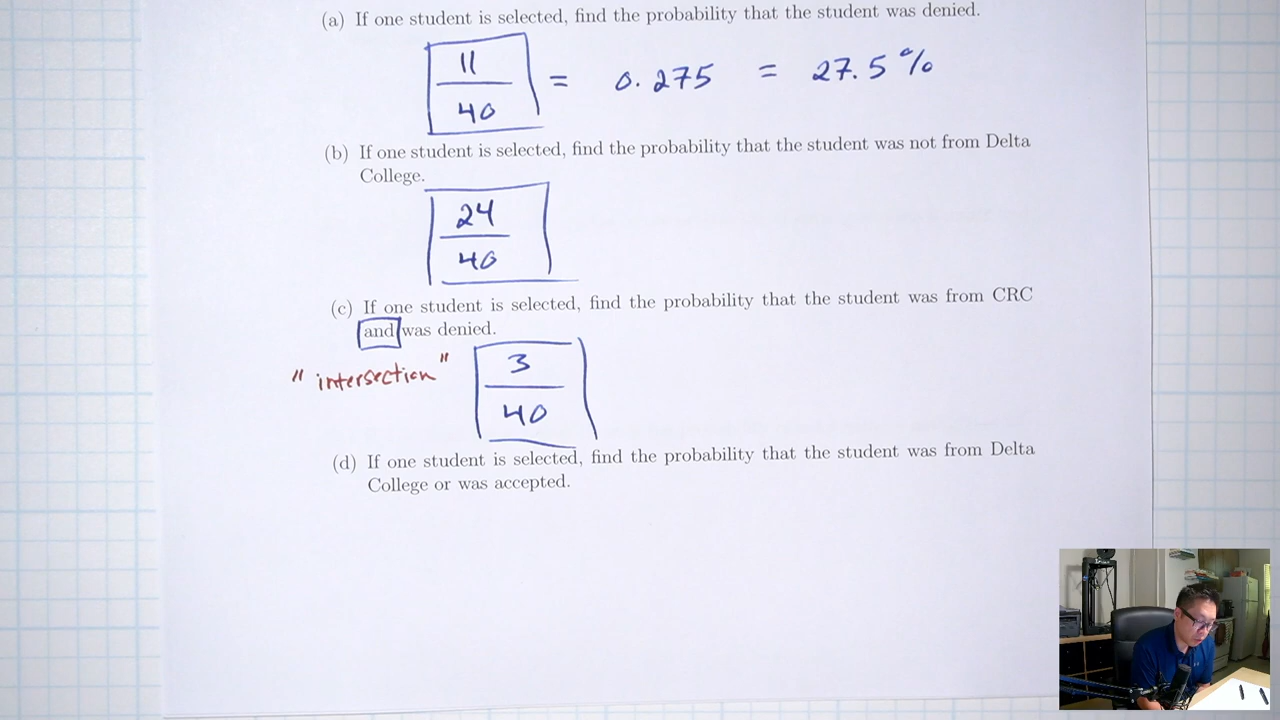 (a) If one student is selected, find the probability that the student was denied.
11/40 = 0.275 = 27.5%
(b) If one student is selected, find the probability that the student was not from Delta
College.
24/40
(c) If one student is selected, find the probability that the student was from CRC
and was denied.
"intersection"
3/40
(d) If one student is selected, find the probability that the student was from Delta
College or was accepted.